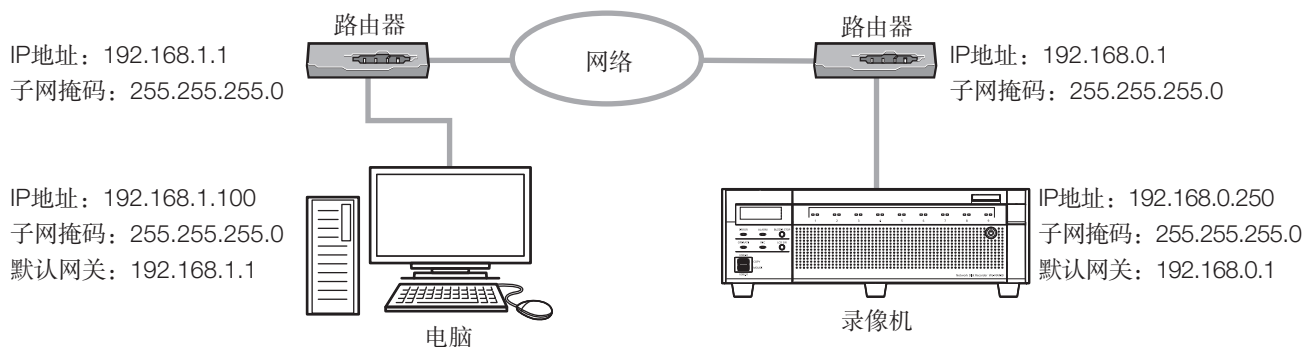 路由器
IP地址：192.168.1.1
子网掩码：255.255.255.0
网络
路由器
IP地址：192.168.0.1
子网掩码：255.255.255.0
IP地址：192.168.1.100
子网掩码：255.255.255.0
默认网关：192.168.1.1
电脑
IP地址：192.168.0.250
子网掩码：255.255.255.0
默认网关：192.168.0.1
录像机